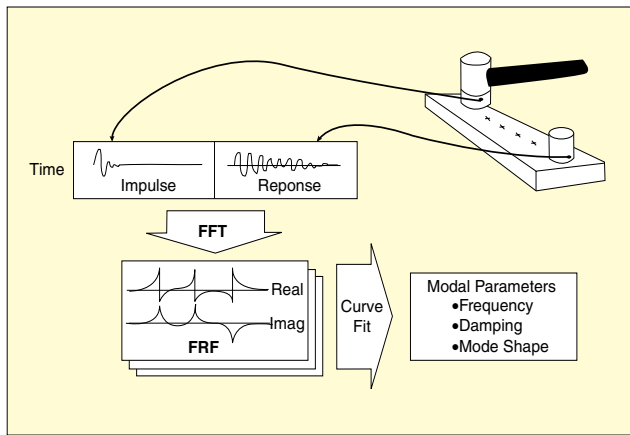 Time
Impulse
Reponse
FFT
Real
Imag
FRF
Curve
Fit
Modal Parameters
•Frequency
•Damping
•Mode Shape